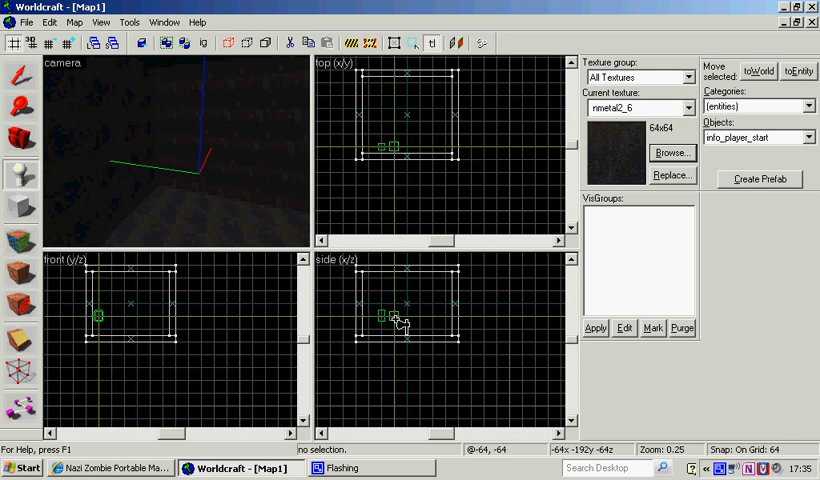 Worldcraft - [Map1]
File Edit Map View Tools Window Help
3D
ig
tl
camera
top (x/y)
front (y/z)
side (x/z)
Texture group:
All Textures
Current texture:
nmetal2_6
64x64
Browse...
Replace...
VisGroups:
Apply Edit Mark Purge
Move selected:
toWorld toEntity
Categories:
(entities)
Objects:
info_player_start
Create Prefab
For Help, press F1 no selection. @-64, -64 -64x -192y -64z Zoom: 0.25 Snap: On Grid: 64
Start Nazi Zombie Portable Ma... Worldcraft - [Map1] Flashing Search Desktop 17:35